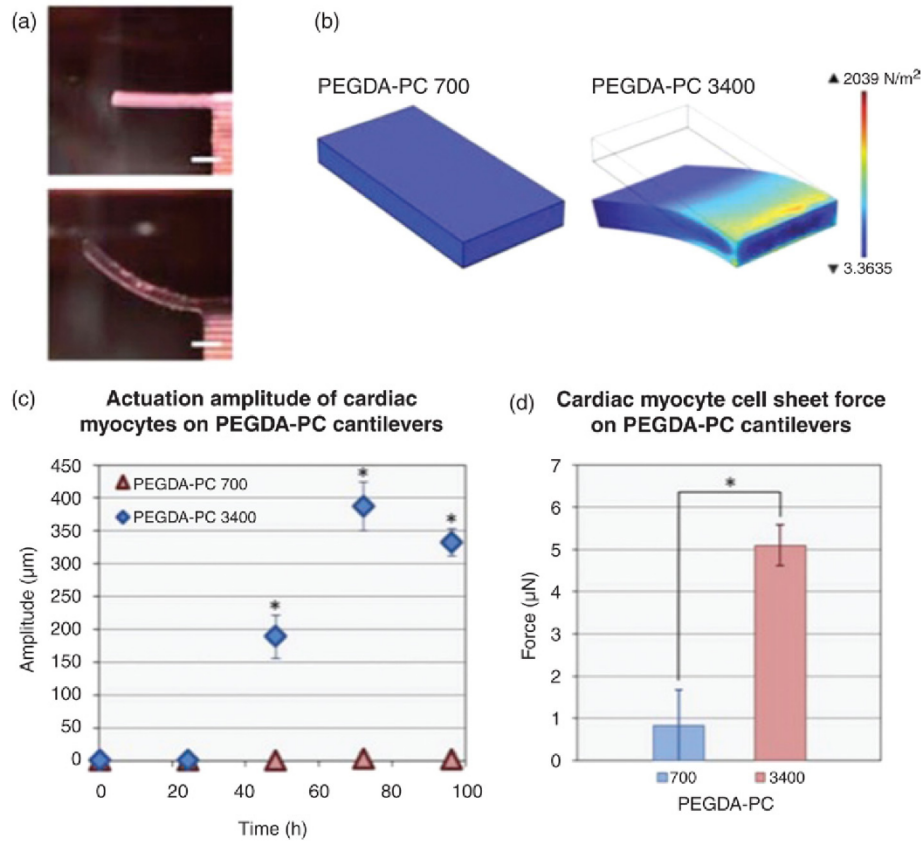 (a)
(b)
PEGDA-PC 700
PEGDA-PC 3400
▲ 2039 N/m²
▼ 3.3635
(c)
Actuation amplitude of cardiac
myocytes on PEGDA-PC cantilevers
450
400
350
300
250
200
150
100
50
0
PEGDA-PC 700
PEGDA-PC 3400
*
*
*
Amplitude (µm)
0
20
40
60
80
100
Time (h)
(d)
Cardiac myocyte cell sheet force
on PEGDA-PC cantilevers
7
6
5
4
3
2
1
0
*
Force (µN)
700
3400
PEGDA-PC